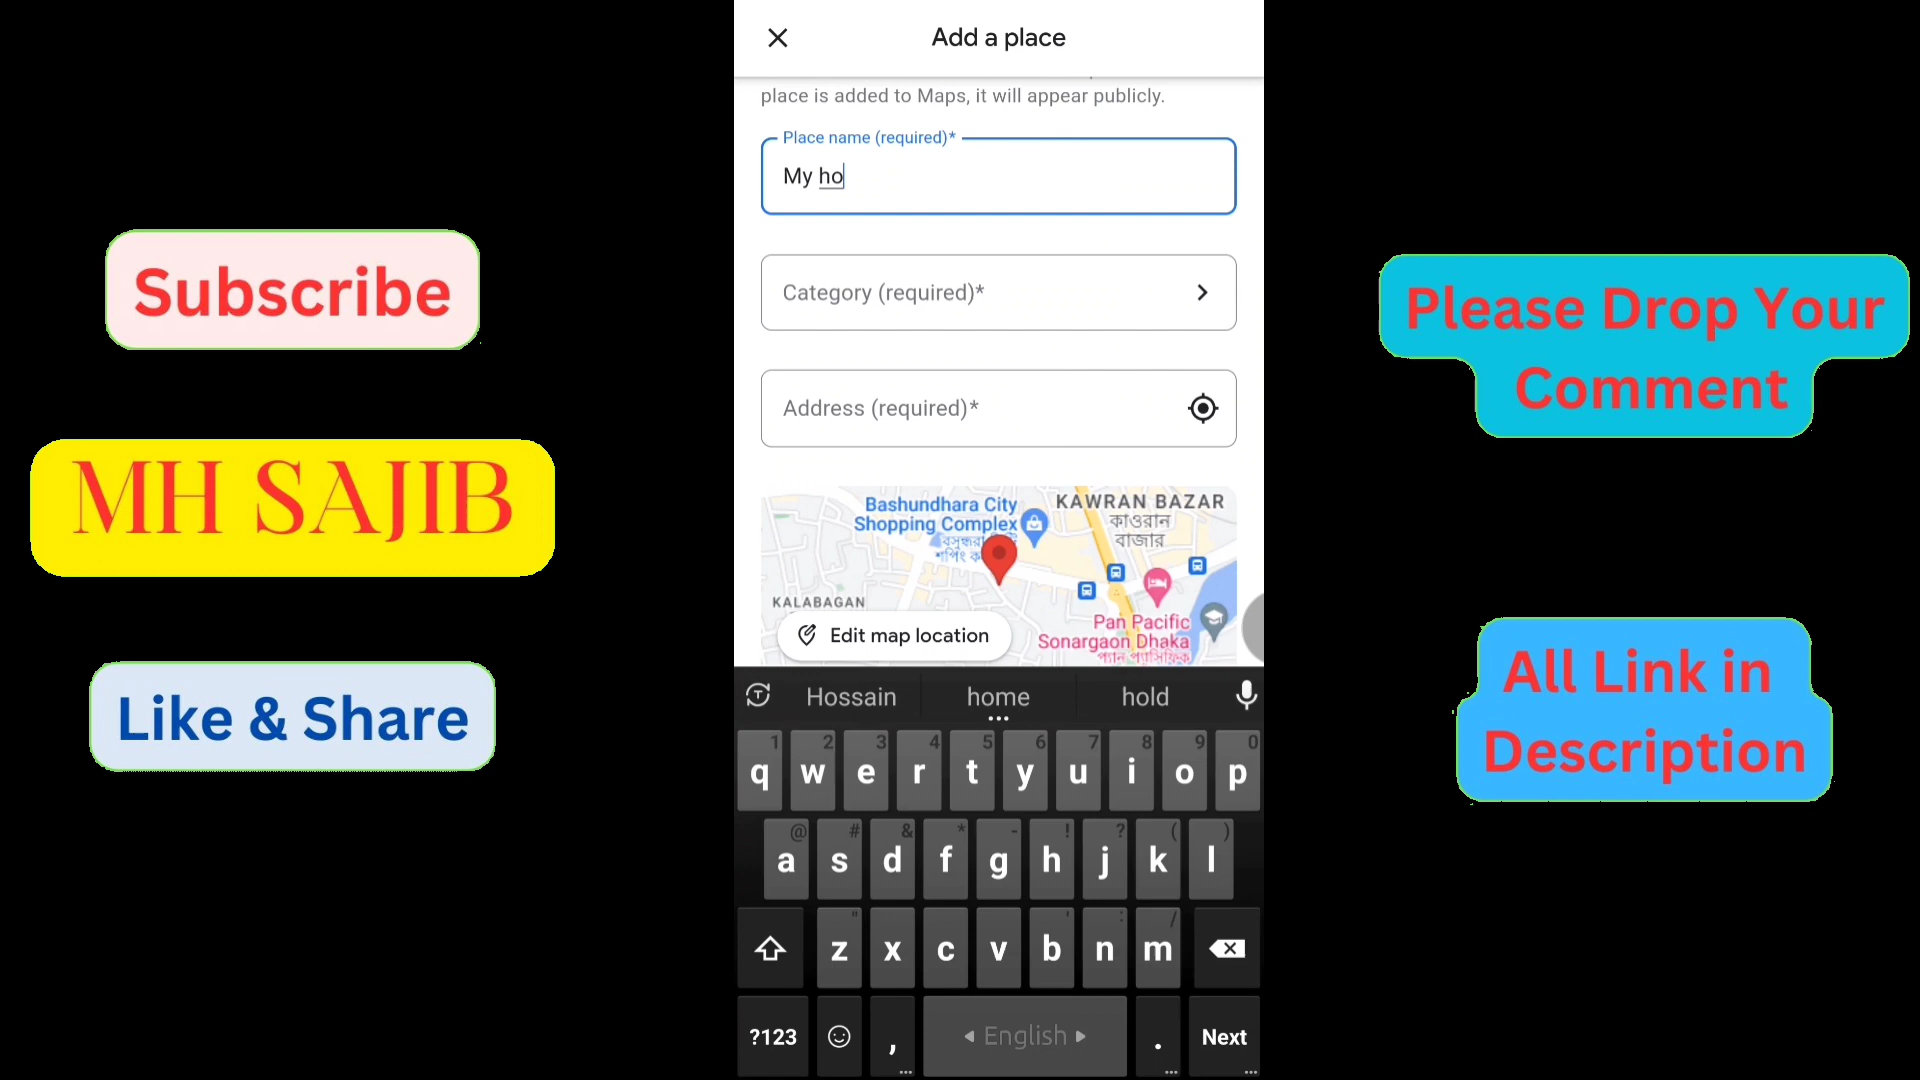 Add a place
place is added to Maps, it will appear publicly.
Place name (required)*
My ho
Category (required)*
Address (required)*
Bashundhara City
Shopping Complex
KAWRAN BAZAR
কাওরান
বাজার
KALABAGAN
Pan Pacific
Sonargaon Dhaka
Edit map location
Hossain home hold
1 2 3 4 5 6 7 8 9 0
q w e r t y u i o p
@ # & * - ! ? ( )
a s d f g h j k l
" ' : /
z x c v b n m
?123 , English . Next
Subscribe
MH SAJIB
Like & Share
Please Drop Your
Comment
All Link in
Description